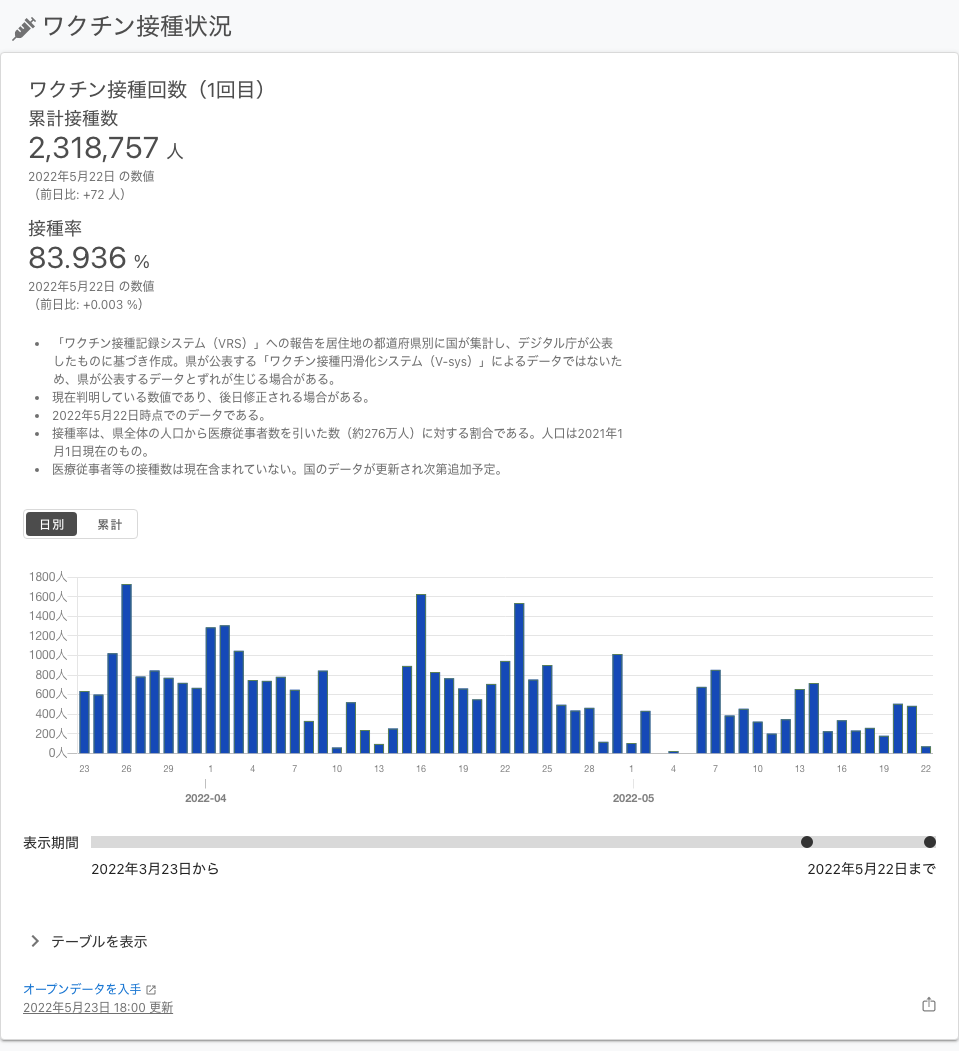 ワクチン接種状況
ワクチン接種回数（1回目）
累計接種数
2,318,757 人
2022年5月22日 の数値
（前日比: +72 人）
接種率
83.936 %
2022年5月22日 の数値
（前日比: +0.003 %）
• 「ワクチン接種記録システム（VRS）」への報告を居住地の都道府県別に国が集計し、デジタル庁が公表
したものに基づき作成。県が公表する「ワクチン接種円滑化システム（V-sys）」によるデータではないた
め、県が公表するデータとずれが生じる場合がある。
• 現在判明している数値であり、後日修正される場合がある。
• 2022年5月22日時点でのデータである。
• 接種率は、県全体の人口から医療従事者数を引いた数（約276万人）に対する割合である。人口は2021年1
月1日現在のもの。
• 医療従事者等の接種数は現在含まれていない。国のデータが更新され次第追加予定。
日別 累計
1800人
1600人
1400人
1200人
1000人
800人
600人
400人
200人
0人
23 26 29 1 4 7 10 13 16 19 22 25 28 1 4 7 10 13 16 19 22
2022-04 2022-05
表示期間
2022年3月23日から 2022年5月22日まで
テーブルを表示
オープンデータを入手
2022年5月23日 18:00 更新